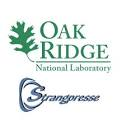 OAK
RIDGE
National Laboratory
Strangpresse